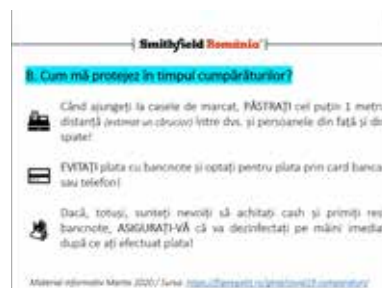 Smithfield România
B. Cum mă protejez în timpul cumpărăturilor?
Când ajungeți la casele de marcat, PĂSTRAȚI cel puțin 1 metru
distanță (estimar un cărucior) între dvs. și persoanele din față și din
spate!
EVITAȚI plata cu bancnote și optați pentru plata prin card bancar
sau telefon!
Dacă, totuși, sunteți nevoiți să achitați cash și primiți rest
bancnote, ASIGURAȚI-VĂ că va dezinfectați pe mâini imediat
după ce ați efectuat plata!
Material informativ Martie 2020 / Sursa: